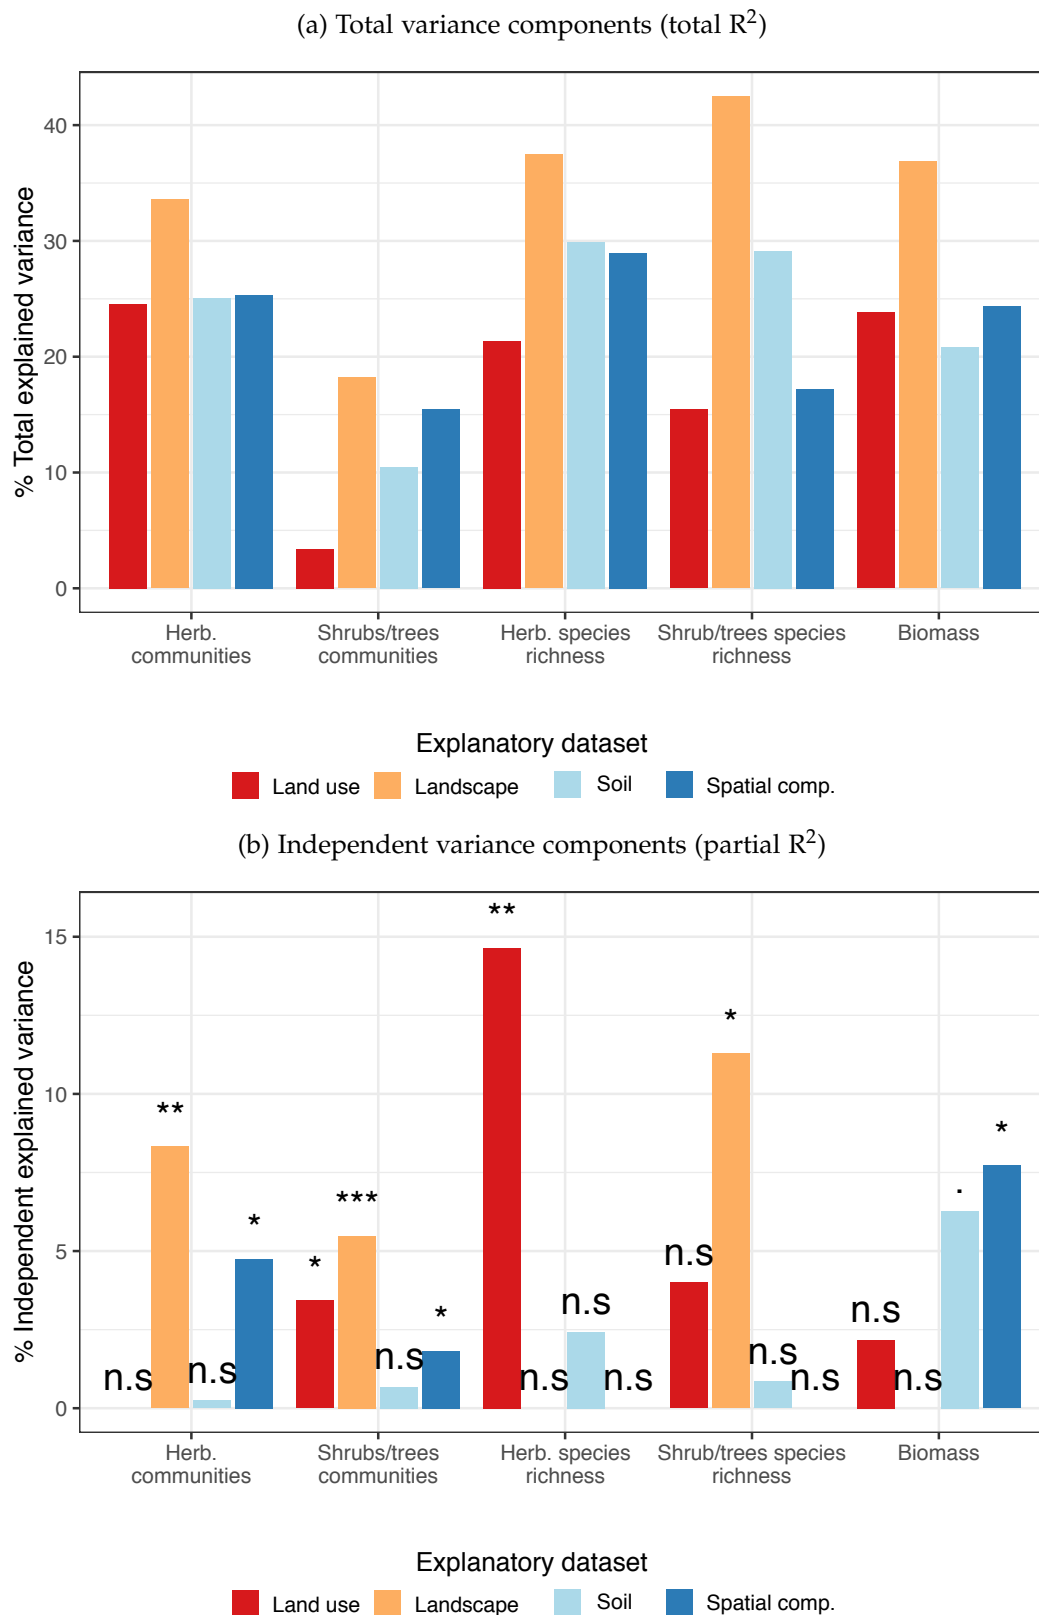 (a) Total variance components (total R²)
% Total explained variance
40
30
20
10
0
Herb. communities
Shrubs/trees communities
Herb. species richness
Shrub/trees species richness
Biomass
Explanatory dataset
Land use
Landscape
Soil
Spatial comp.
(b) Independent variance components (partial R²)
% Independent explained variance
15
10
5
0
n.s
**
n.s
*
*
***
n.s
*
**
n.s
n.s
n.s
n.s
*
n.s
n.s
n.s
n.s
.
*
Herb. communities
Shrubs/trees communities
Herb. species richness
Shrub/trees species richness
Biomass
Explanatory dataset
Land use
Landscape
Soil
Spatial comp.